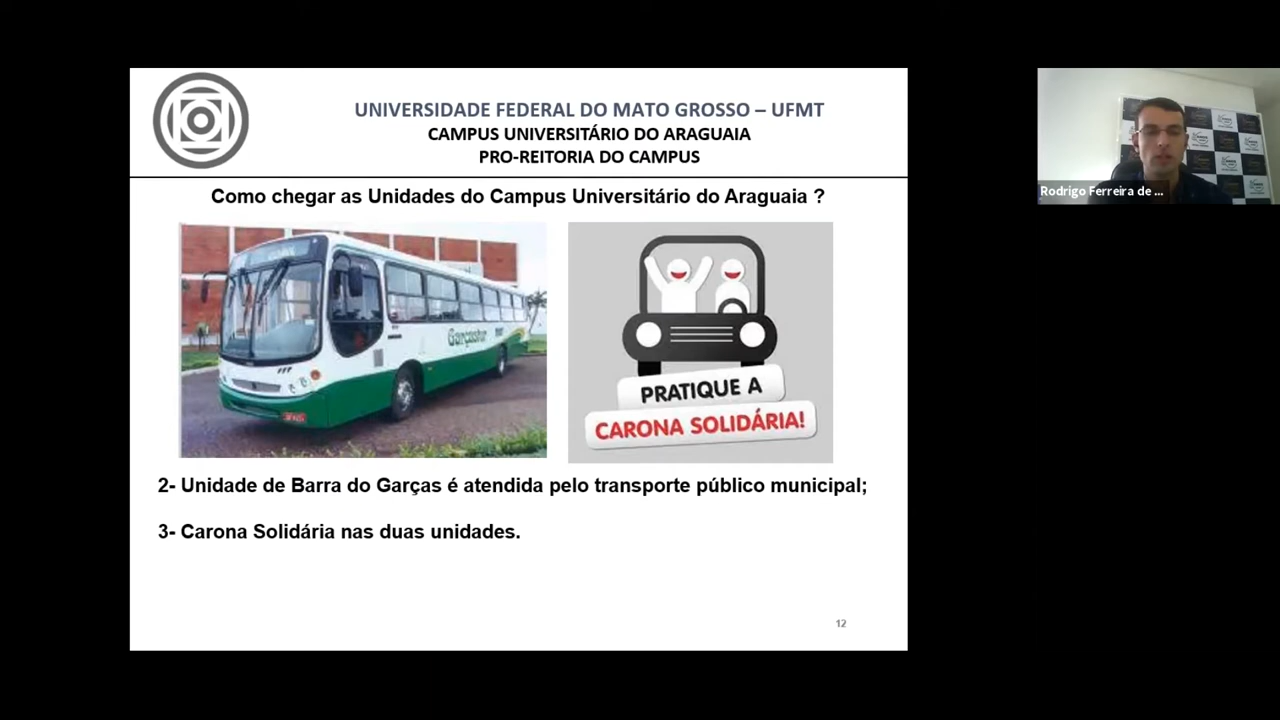 UNIVERSIDADE FEDERAL DO MATO GROSSO – UFMT
CAMPUS UNIVERSITÁRIO DO ARAGUAIA
PRO-REITORIA DO CAMPUS
Como chegar as Unidades do Campus Universitário do Araguaia ?
Garçastur
PRATIQUE A
CARONA SOLIDÁRIA!
2- Unidade de Barra do Garças é atendida pelo transporte público municipal;
3- Carona Solidária nas duas unidades.
12
Rodrigo Ferreira de ...